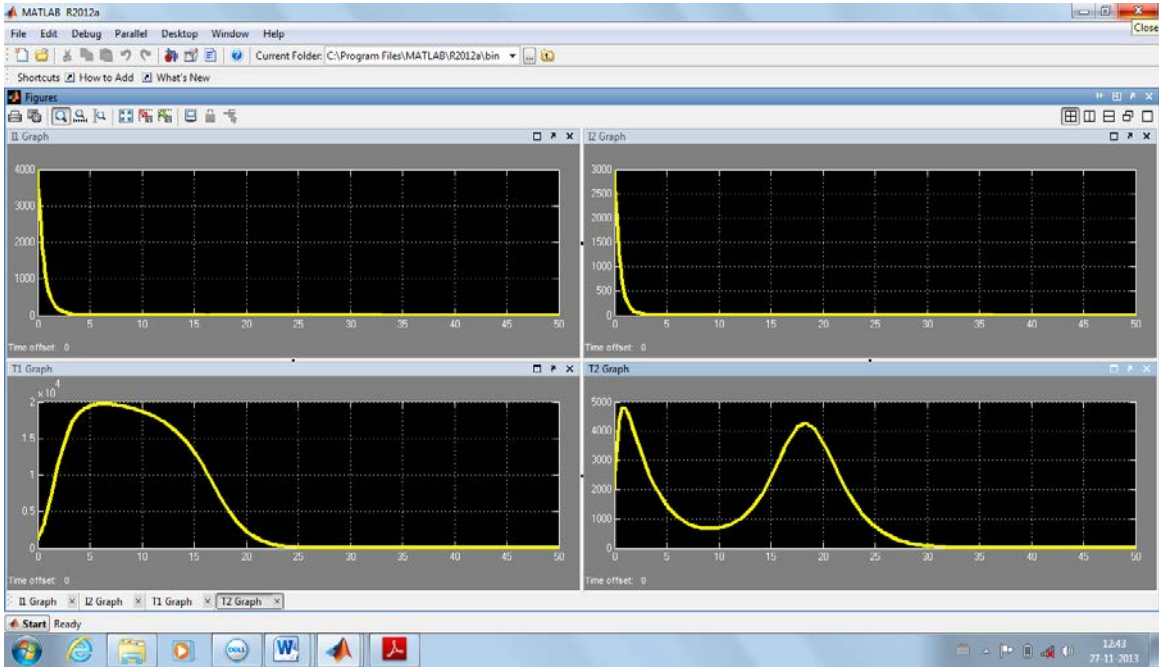 MATLAB R2012a
Close
File Edit Debug Parallel Desktop Window Help
Current Folder: C:\Program Files\MATLAB\R2012a\bin
Shortcuts How to Add What's New
Figures
I1 Graph
4000
3000
2000
1000
0
0 5 10 15 20 25 30 35 40 45 50
Time offset: 0
I2 Graph
3000
2500
2000
1500
1000
500
0
0 5 10 15 20 25 30 35 40 45 50
Time offset: 0
T1 Graph
x 10 4
2
1.5
1
0.5
0
0 5 10 15 20 25 30 35 40 45 50
Time offset: 0
T2 Graph
5000
4000
3000
2000
1000
0
0 5 10 15 20 25 30 35 40 45 50
Time offset: 0
I1 Graph I2 Graph T1 Graph T2 Graph
Start Ready
DELL W
12:43
27-11-2013